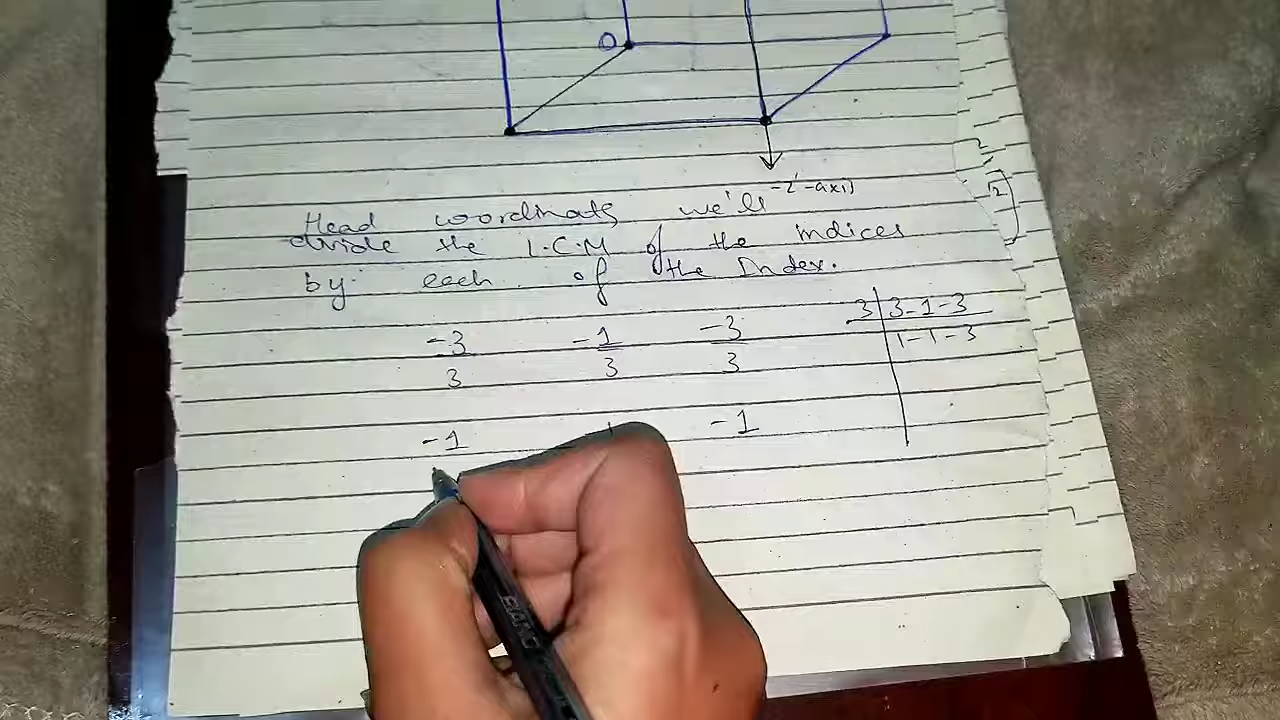 O
-z'-axis
Head coordinats we'll
divide the L.C.M of the indices
by each of the Index.
-3/3 -1/3 -3/3
3 | 3-1-3
1-1-3
-1 -1